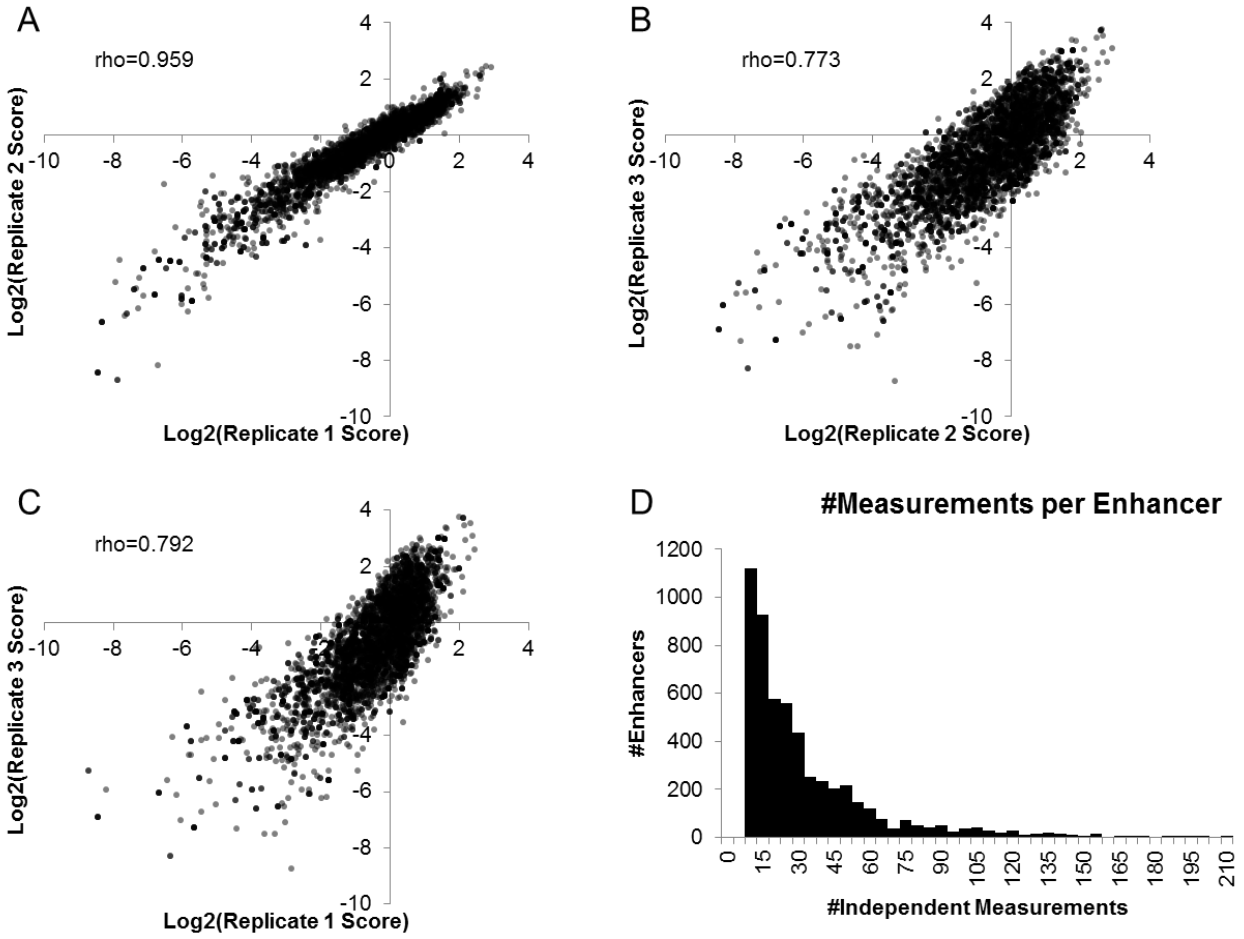 A
rho=0.959
Log2(Replicate 2 Score)
4
2
-10 -8 -6 -4 -2 0 2 4
-2
-4
-6
-8
-10
Log2(Replicate 1 Score)
B
rho=0.773
Log2(Replicate 3 Score)
4
2
-10 -8 -6 -4 2 4
-4
-6
-8
-10
Log2(Replicate 2 Score)
C
rho=0.792
Log2(Replicate 3 Score)
4
2
-10 -8 -6 -4 -2 2 4
-4
-6
-8
-10
Log2(Replicate 1 Score)
D
#Measurements per Enhancer
#Enhancers
1200
1000
800
600
400
200
0
0 15 30 45 60 75 90 105 120 135 150 165 180 195 210
#Independent Measurements